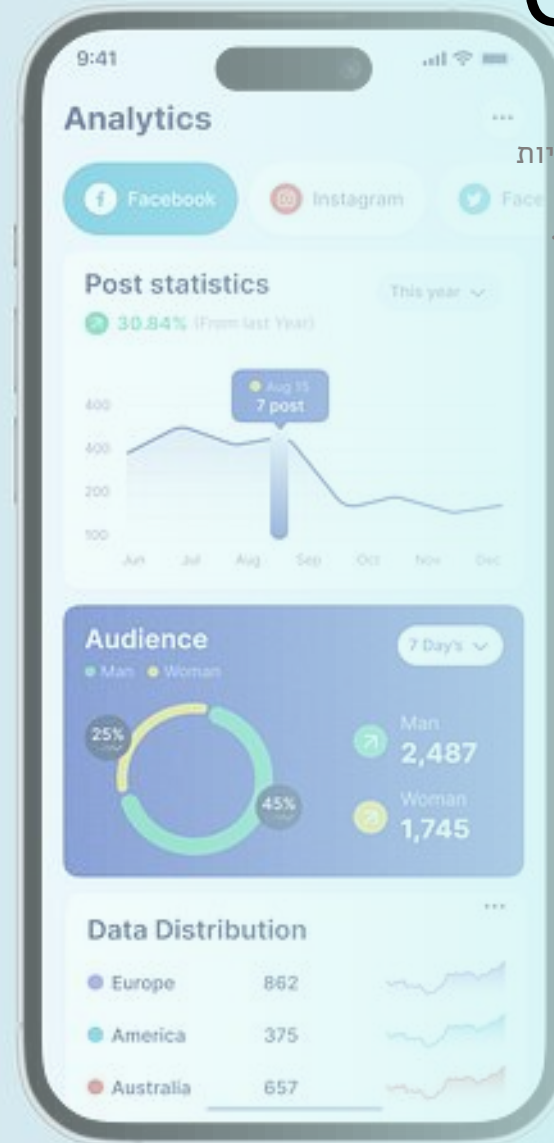 9:41
Analytics
יות
Facebook
Instagram
Face
Post statistics
This year
30.84% (From last Year)
Aug 15
7 post
400
400
200
100
Jun Jul Aug Sep Oct Nov Dec
Audience
7 Day's
Man Woman
25%
45%
Man
2,487
Woman
1,745
Data Distribution
Europe 862
America 375
Australia 657